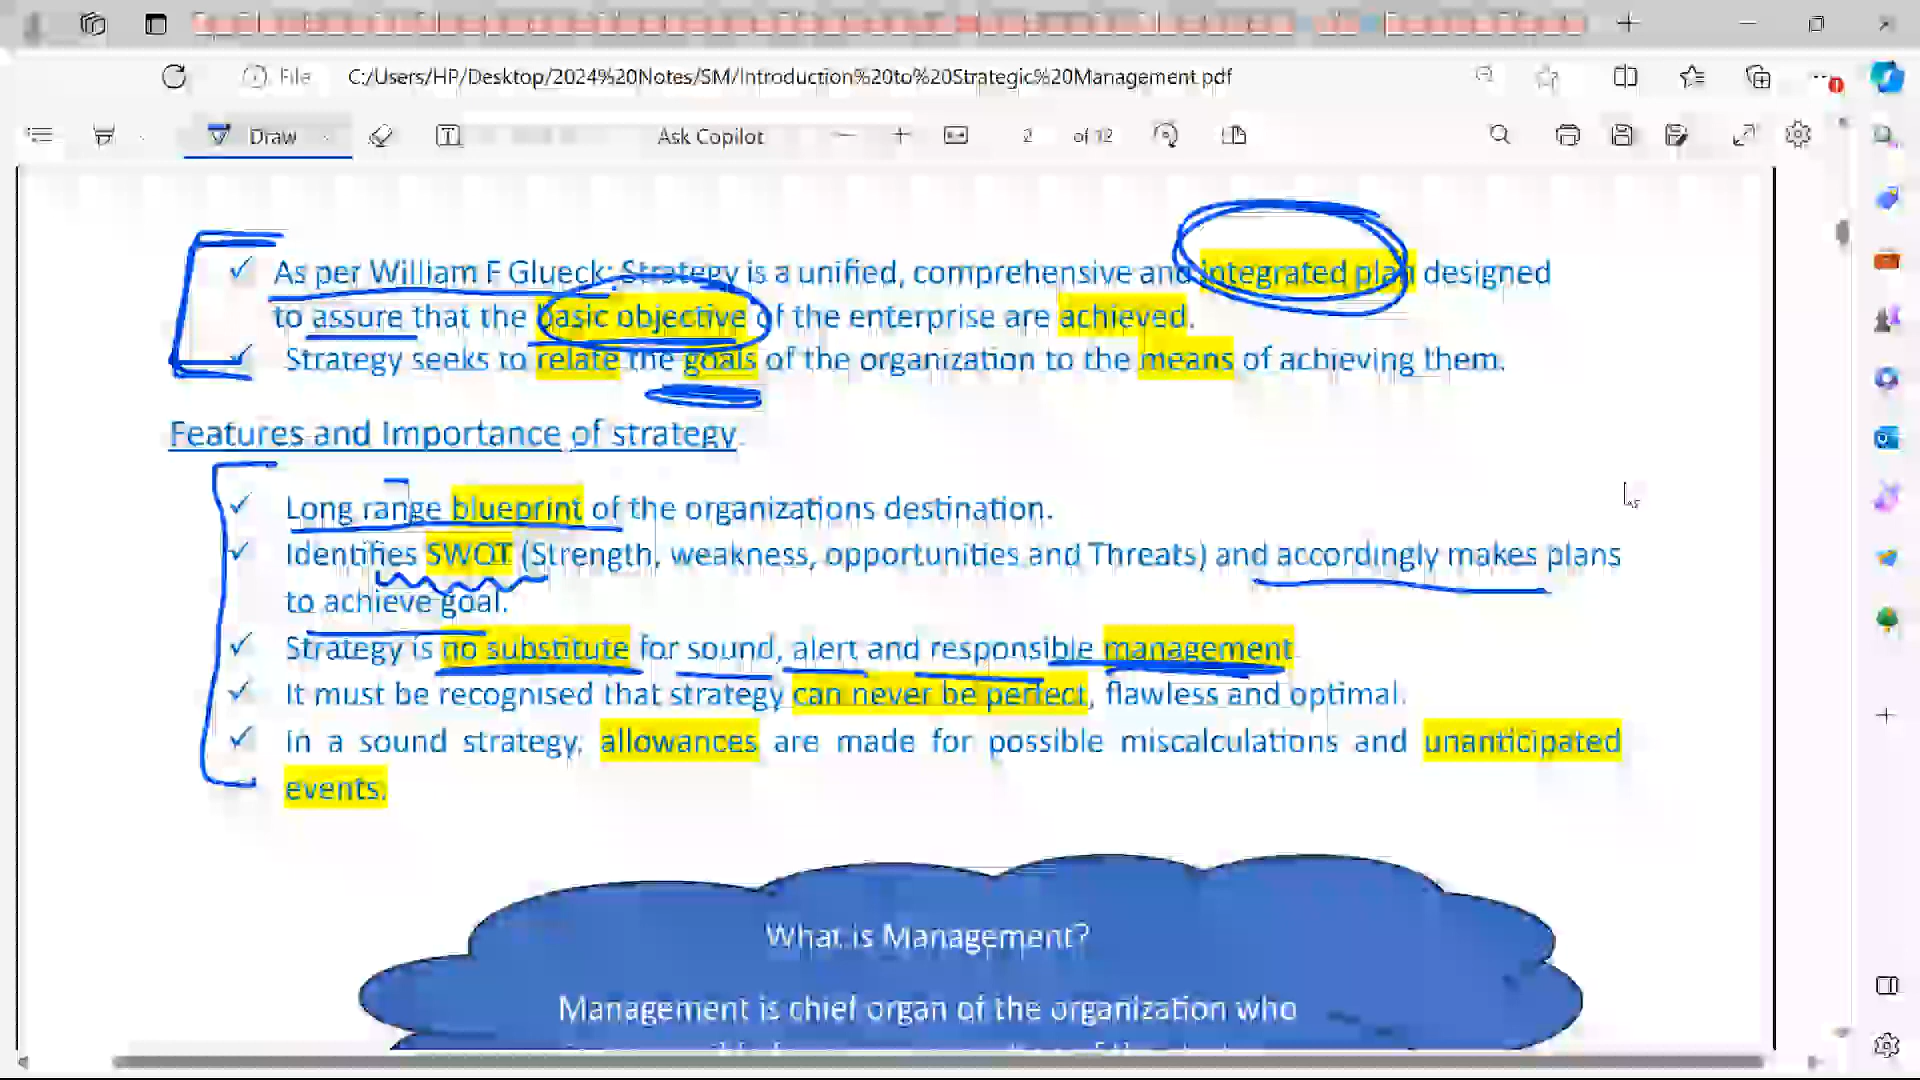 File
C:/Users/HP/Desktop/2024%20Notes/SM/Introduction%20to%20Strategic%20Management.pdf
Draw
Ask Copilot
2 of 12
✓ As per William F Glueck: Strategy is a unified, comprehensive and integrated plan designed
to assure that the basic objective of the enterprise are achieved.
✓ Strategy seeks to relate the goals of the organization to the means of achieving them.
Features and Importance of strategy
✓ Long range blueprint of the organizations destination.
✓ Identifies SWOT (Strength, weakness, opportunities and Threats) and accordingly makes plans
to achieve goal.
✓ Strategy is no substitute for sound, alert and responsible management.
✓ It must be recognised that strategy can never be perfect, flawless and optimal.
✓ In a sound strategy, allowances are made for possible miscalculations and unanticipated
events.
What is Management?
Management is chief organ of the organization who